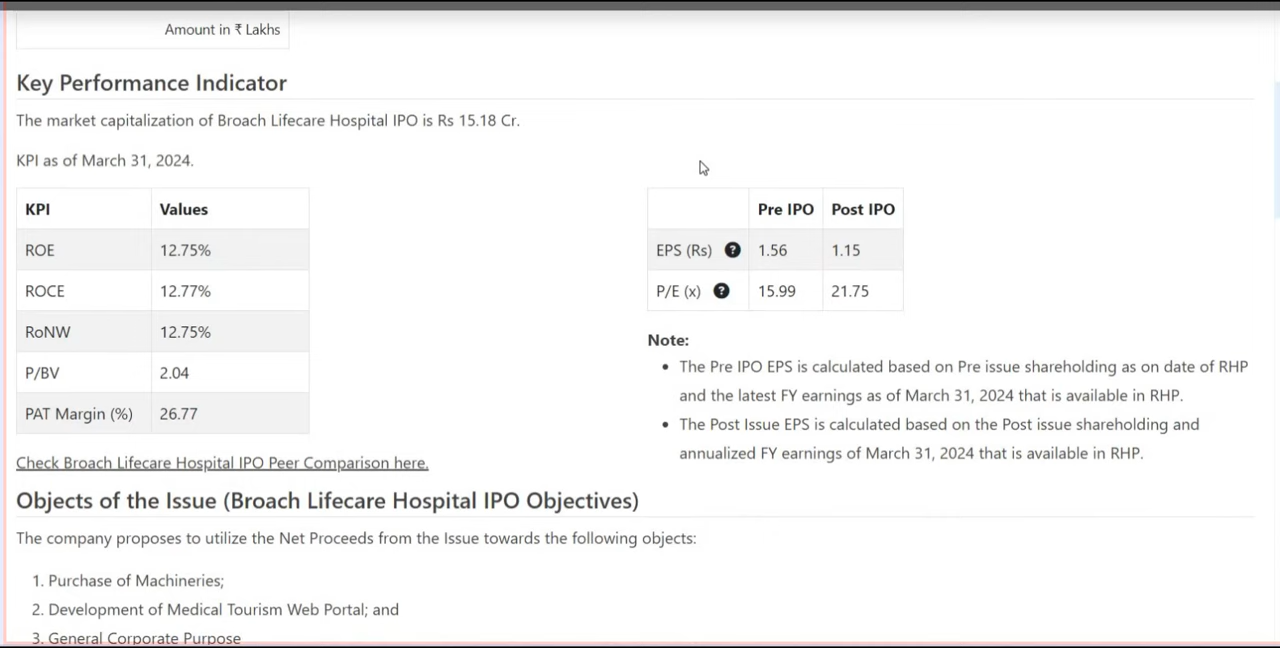 Amount in ₹ Lakhs
Key Performance Indicator
The market capitalization of Broach Lifecare Hospital IPO is Rs 15.18 Cr.
KPI as of March 31, 2024.
KPI Values
ROE 12.75%
ROCE 12.77%
RoNW 12.75%
P/BV 2.04
PAT Margin (%) 26.77
Check Broach Lifecare Hospital IPO Peer Comparison here.
Pre IPO Post IPO
EPS (Rs) ? 1.56 1.15
P/E (x) ? 15.99 21.75
Note:
• The Pre IPO EPS is calculated based on Pre issue shareholding as on date of RHP
and the latest FY earnings as of March 31, 2024 that is available in RHP.
• The Post Issue EPS is calculated based on the Post issue shareholding and
annualized FY earnings of March 31, 2024 that is available in RHP.
Objects of the Issue (Broach Lifecare Hospital IPO Objectives)
The company proposes to utilize the Net Proceeds from the Issue towards the following objects:
1. Purchase of Machineries;
2. Development of Medical Tourism Web Portal; and
3. General Corporate Purpose